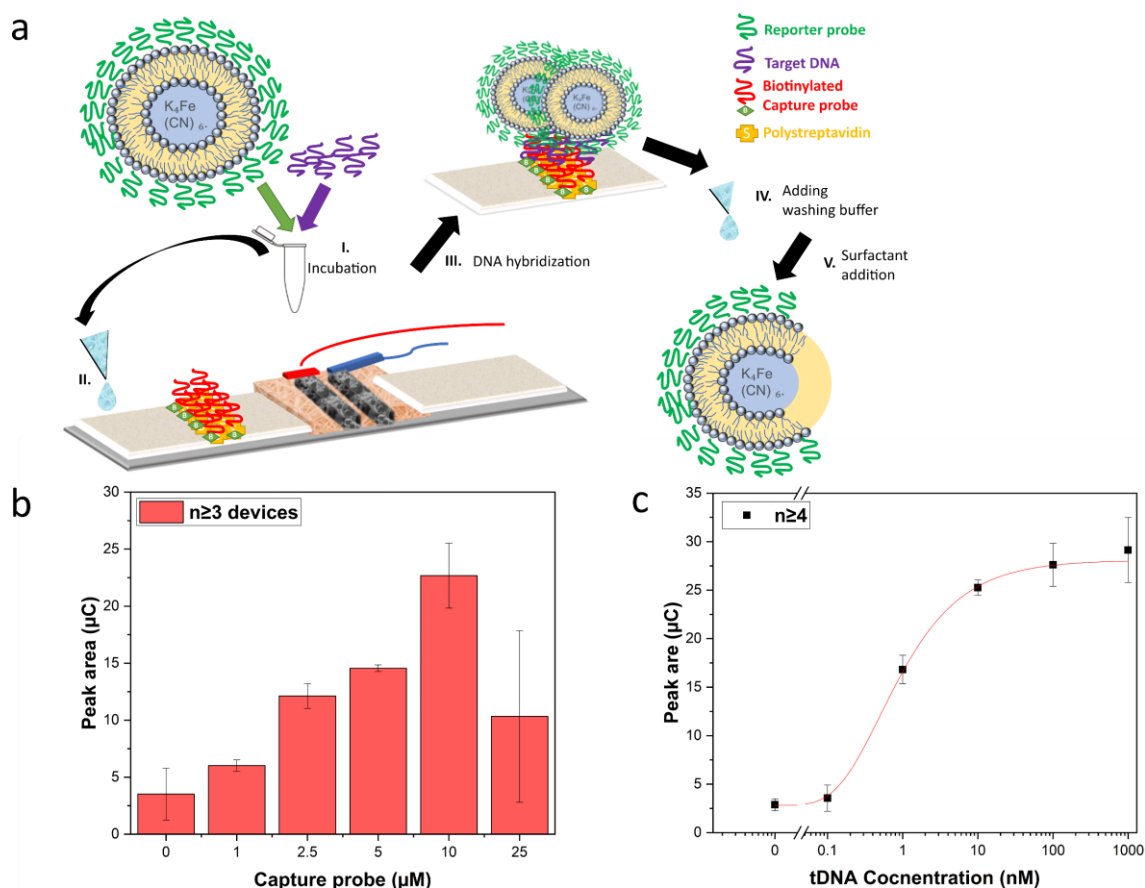 a
Reporter probe
Target DNA
Biotinylated
Capture probe
B
S Polystreptavidin
K₄Fe
(CN) ₆₋
K₄Fe
(CN) ₆₋
I.
Incubation
II.
III. DNA hybridization
IV. Adding
washing buffer
V. Surfactant
addition
K₄Fe
(CN) ₆₋
b
n≥3 devices
Peak area (µC)
30
25
20
15
10
5
0
0 1 2.5 5 10 25
Capture probe (µM)
c
n≥4
Peak are (µC)
35
30
25
20
15
10
5
0
0 0.1 1 10 100 1000
tDNA Cocnentration (nM)